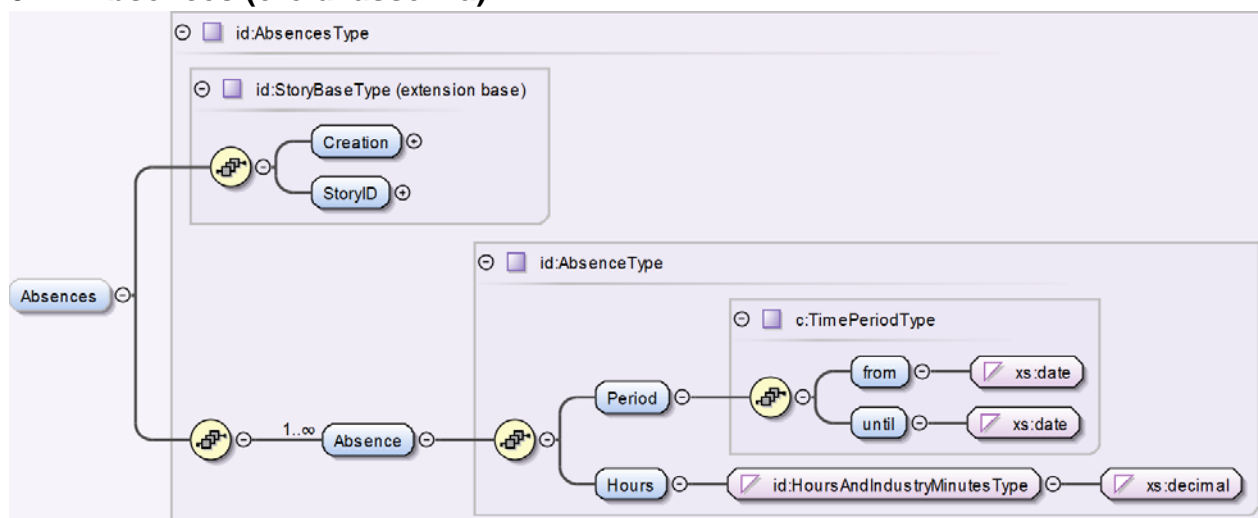 id:AbsencesType
id:StoryBaseType (extension base)
Creation
StoryID
id:AbsenceType
Absences
c:TimePeriodType
from
xs:date
Period
until
xs:date
1..∞
Absence
Hours
id:HoursAndIndustryMinutesType
xs:decimal